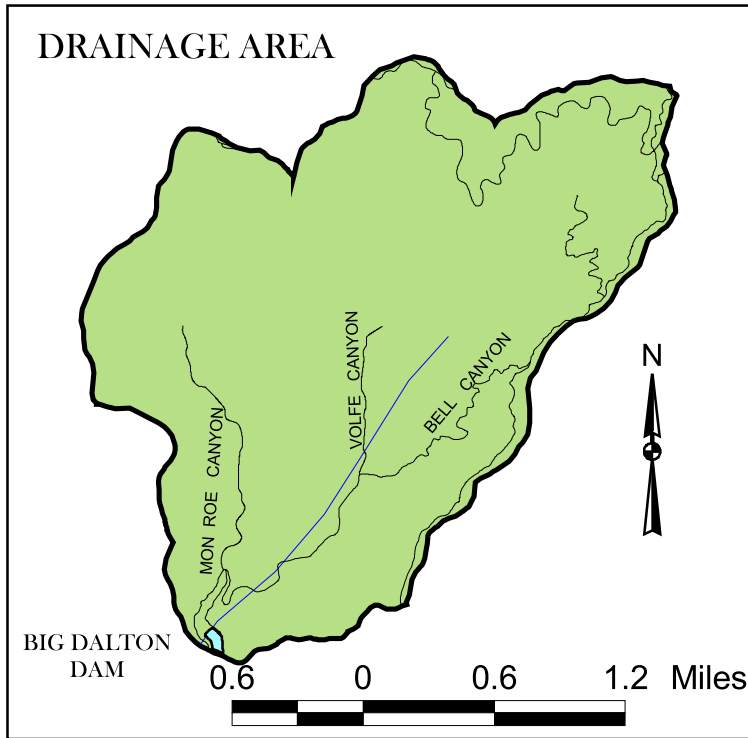 DRAINAGE AREA
VOLFE CANYON
BELL CANYON
N
MON ROE CANYON
BIG DALTON
DAM
0.6 0 0.6 1.2 Miles